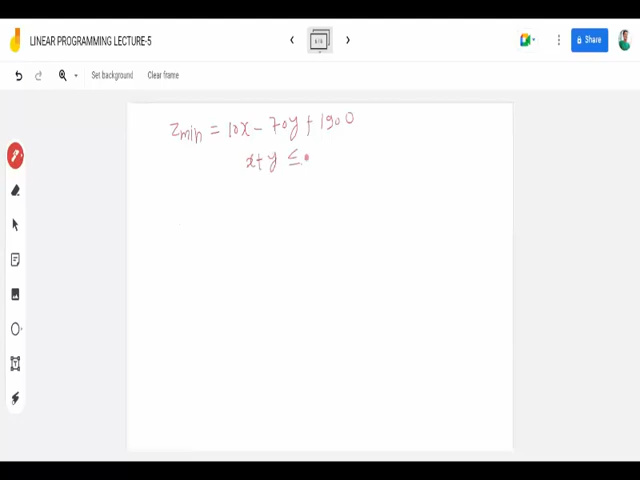 LINEAR PROGRAMMING LECTURE-5
Share
Set background
Clear frame
Zmin = 10x - 70y + 1900
x + y ≤